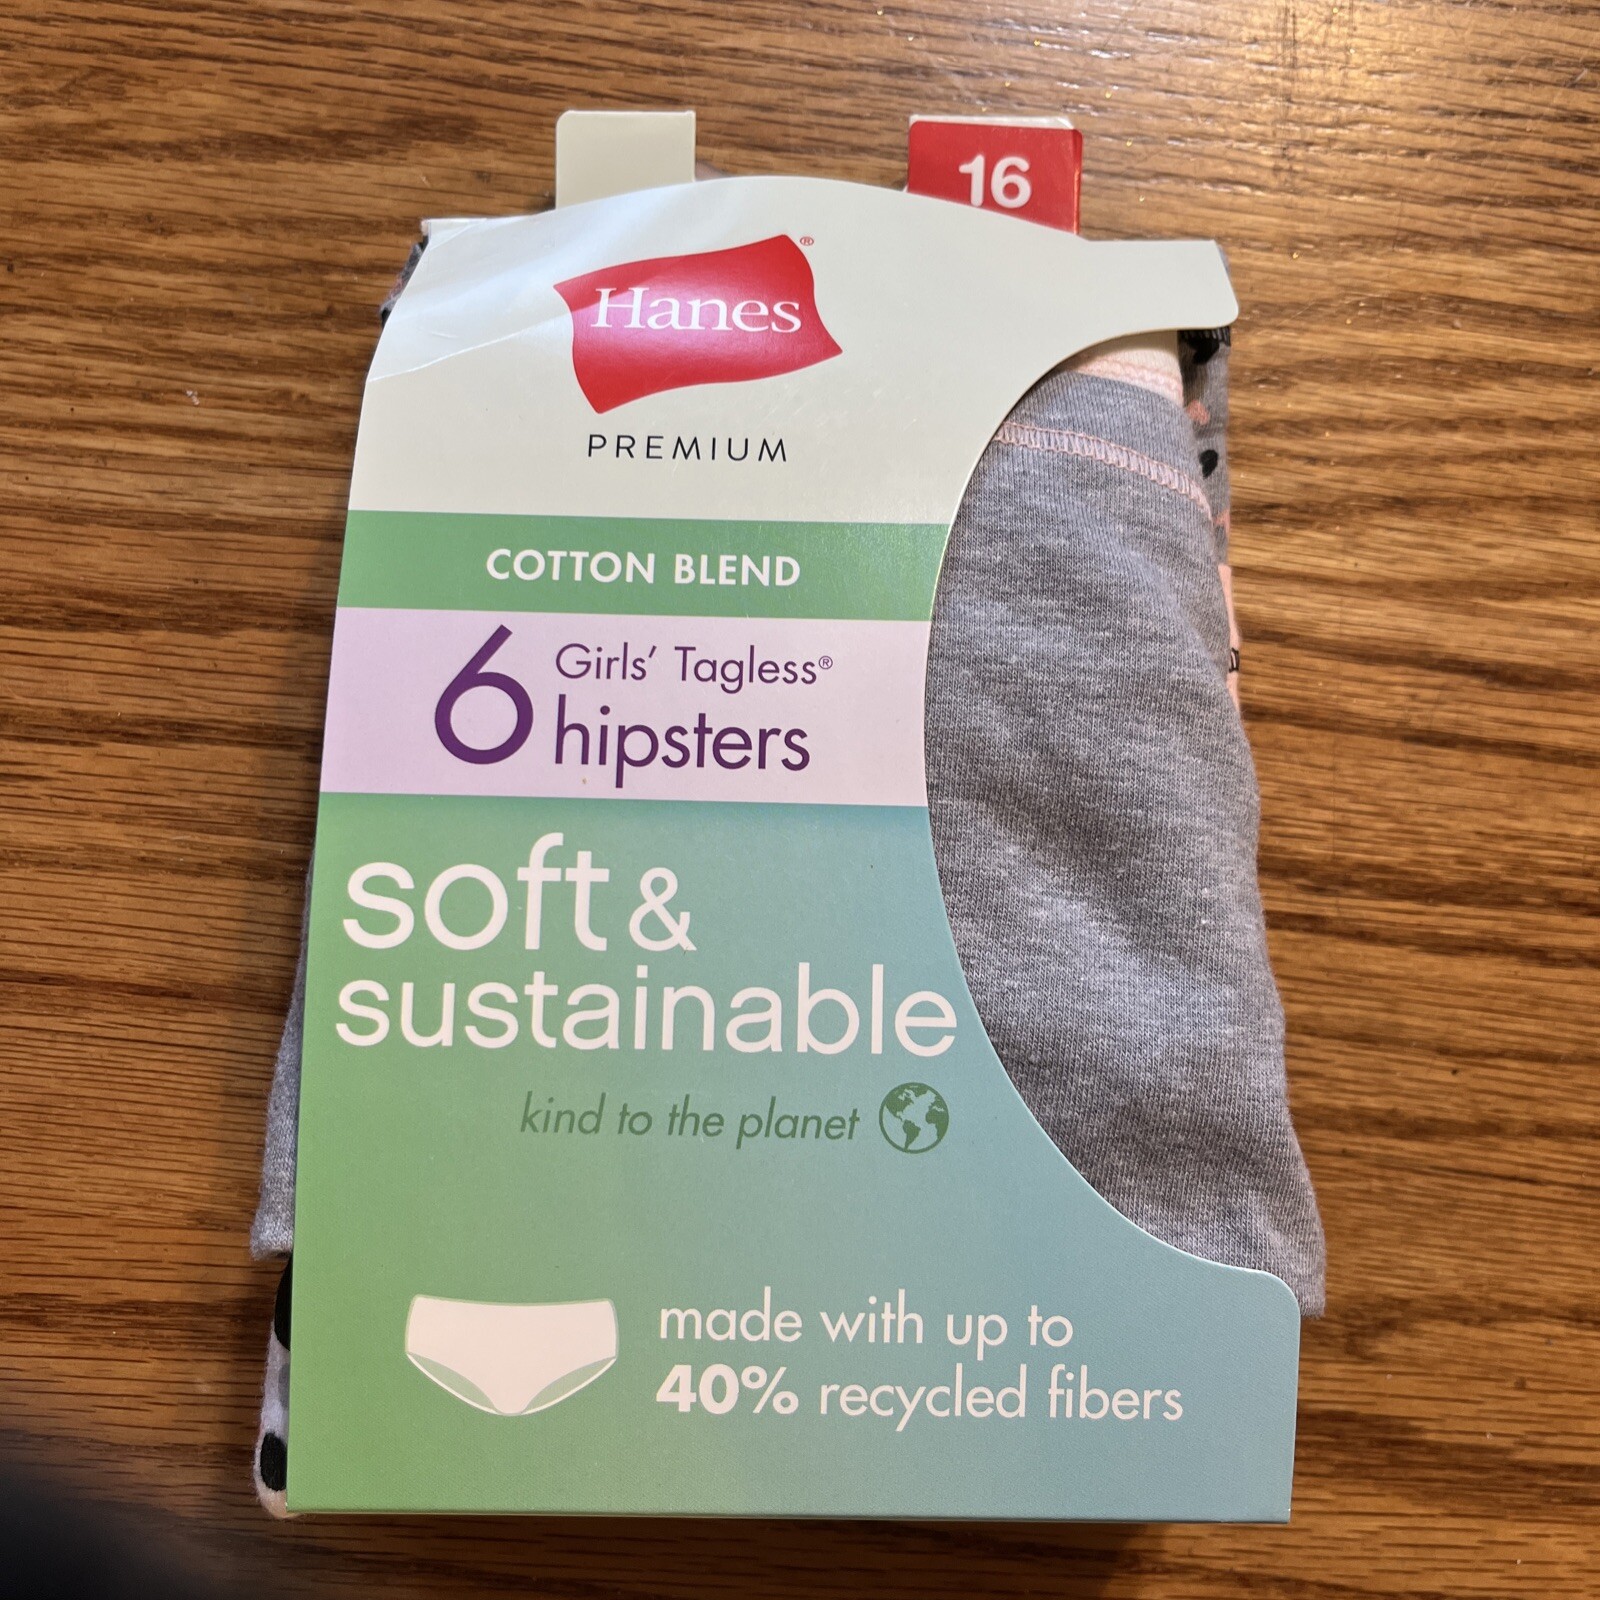 16
Hanes®
PREMIUM
COTTON BLEND
6 Girls' Tagless®
hipsters
soft &
sustainable
kind to the planet
made with up to
40% recycled fibers